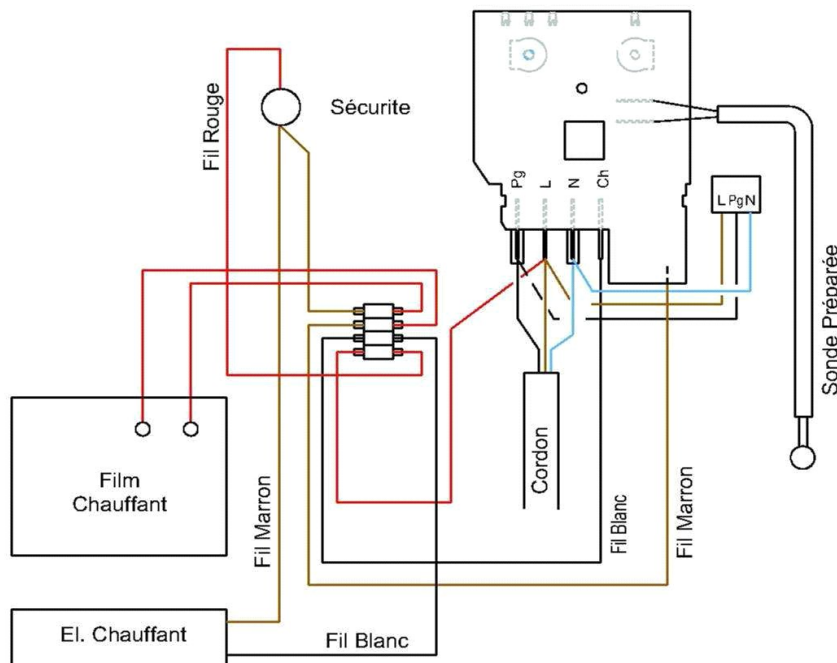 Fil Rouge
Sécurite
Pg
L
N
Ch
L Pg N
Sonde Préparée
Film
Chauffant
Fil Marron
Cordon
Fil Blanc
Fil Marron
El. Chauffant
Fil Blanc